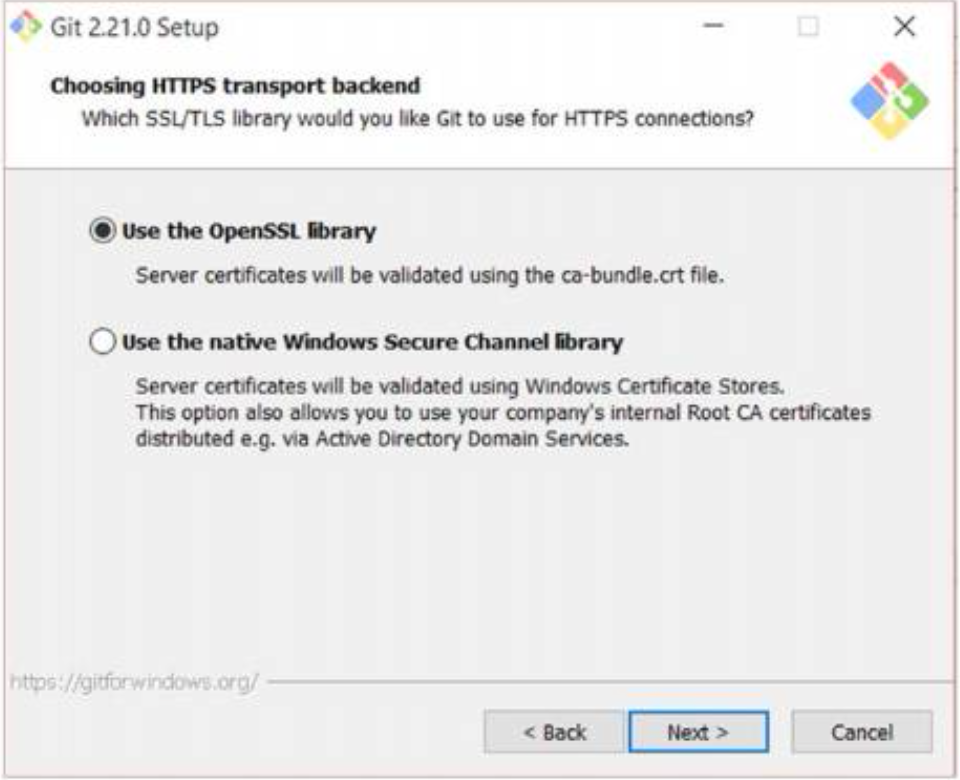 Git 2.21.0 Setup
Choosing HTTPS transport backend
Which SSL/TLS library would you like Git to use for HTTPS connections?
Use the OpenSSL library
Server certificates will be validated using the ca-bundle.crt file.
Use the native Windows Secure Channel library
Server certificates will be validated using Windows Certificate Stores.
This option also allows you to use your company's internal Root CA certificates
distributed e.g. via Active Directory Domain Services.
https://gitforwindows.org/
< Back
Next >
Cancel